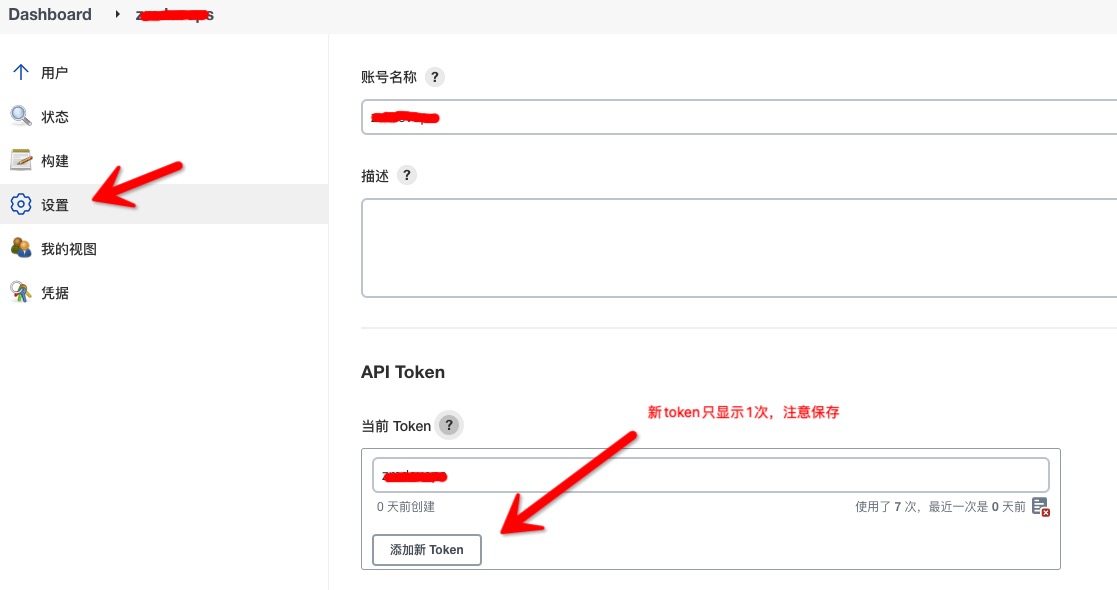 Dashboard
用户
状态
构建
设置
我的视图
凭据
账号名称 ?
描述 ?
API Token
新token只显示1次，注意保存
当前 Token ?
0 天前创建
使用了 7 次，最近一次是 0 天前
添加新 Token